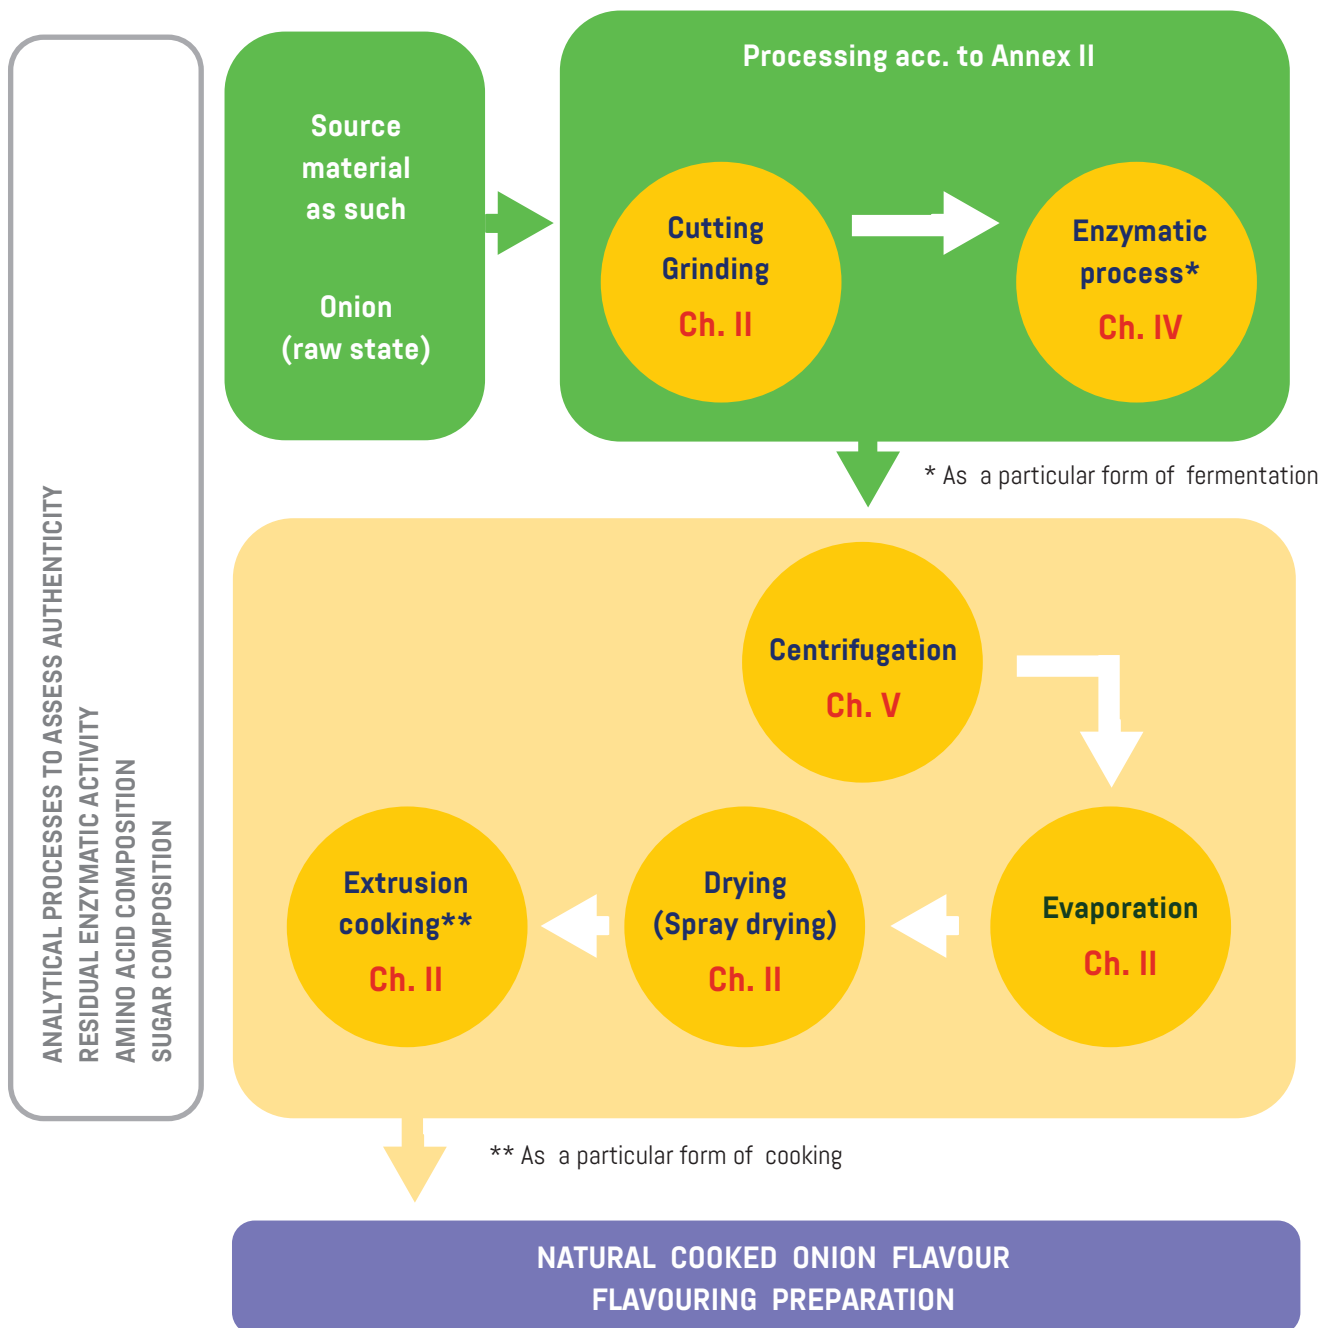 ANALYTICAL PROCESSES TO ASSESS AUTHENTICITY
RESIDUAL ENZYMATIC ACTIVITY
AMINO ACID COMPOSITION
SUGAR COMPOSITION
Source
material
as such
Onion
(raw state)
Processing acc. to Annex II
Cutting
Grinding
Ch. II
Enzymatic
process*
Ch. IV
* As a particular form of fermentation
Centrifugation
Ch. V
Evaporation
Ch. II
Drying
(Spray drying)
Ch. II
Extrusion
cooking**
Ch. II
** As a particular form of cooking
NATURAL COOKED ONION FLAVOUR
FLAVOURING PREPARATION